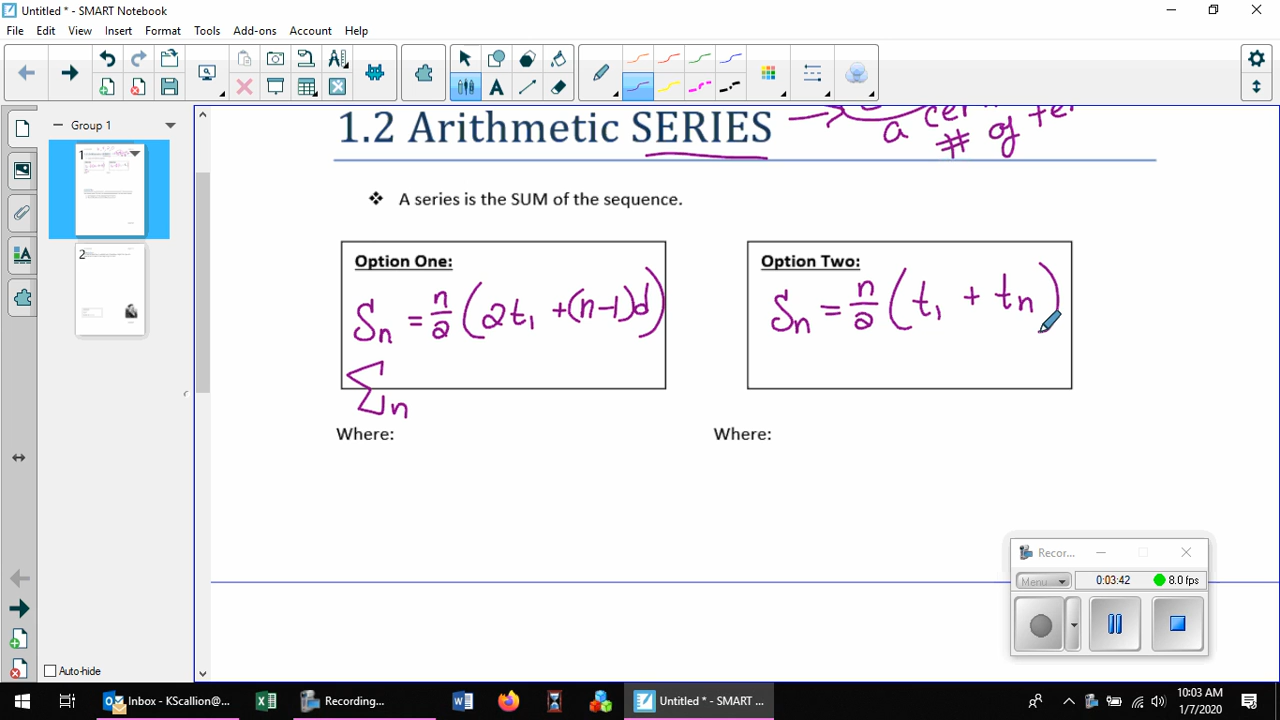 Untitled * - SMART Notebook
File Edit View Insert Format Tools Add-ons Account Help
Group 1
1
2
1.2 Arithmetic SERIES
a
# of
A series is the SUM of the sequence.
Option One:
Sn = n/2 (2t1 + (n-1)d)
Σn
Where:
Option Two:
Sn = n/2 (t1 + tn)
Where:
Recor...
Menu 0:03:42 8.0 fps
Auto-hide
Inbox - KScallion@...
Recording...
Untitled * - SMART ...
10:03 AM
1/7/2020